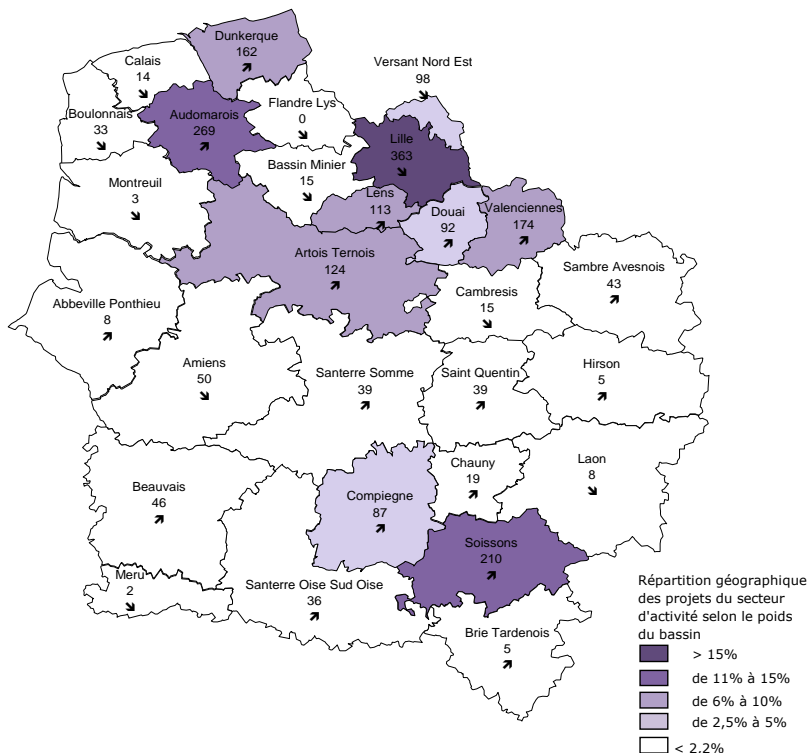 Dunkerque
162
Calais
14
Versant Nord Est
98
Boulonnais
33
Audomarois
269
Flandre Lys
0
Lille
363
Bassin Minier
15
Montreuil
3
Lens
113
Douai
92
Valenciennes
174
Artois Ternois
124
Sambre Avesnois
43
Abbeville Ponthieu
8
Cambresis
15
Amiens
50
Santerre Somme
39
Saint Quentin
39
Hirson
5
Beauvais
46
Compiegne
87
Chauny
19
Laon
8
Soissons
210
Meru
2
Santerre Oise Sud Oise
36
Brie Tardenois
5
Répartition géographique
des projets du secteur
d'activité selon le poids
du bassin
> 15%
de 11% à 15%
de 6% à 10%
de 2,5% à 5%
< 2,2%